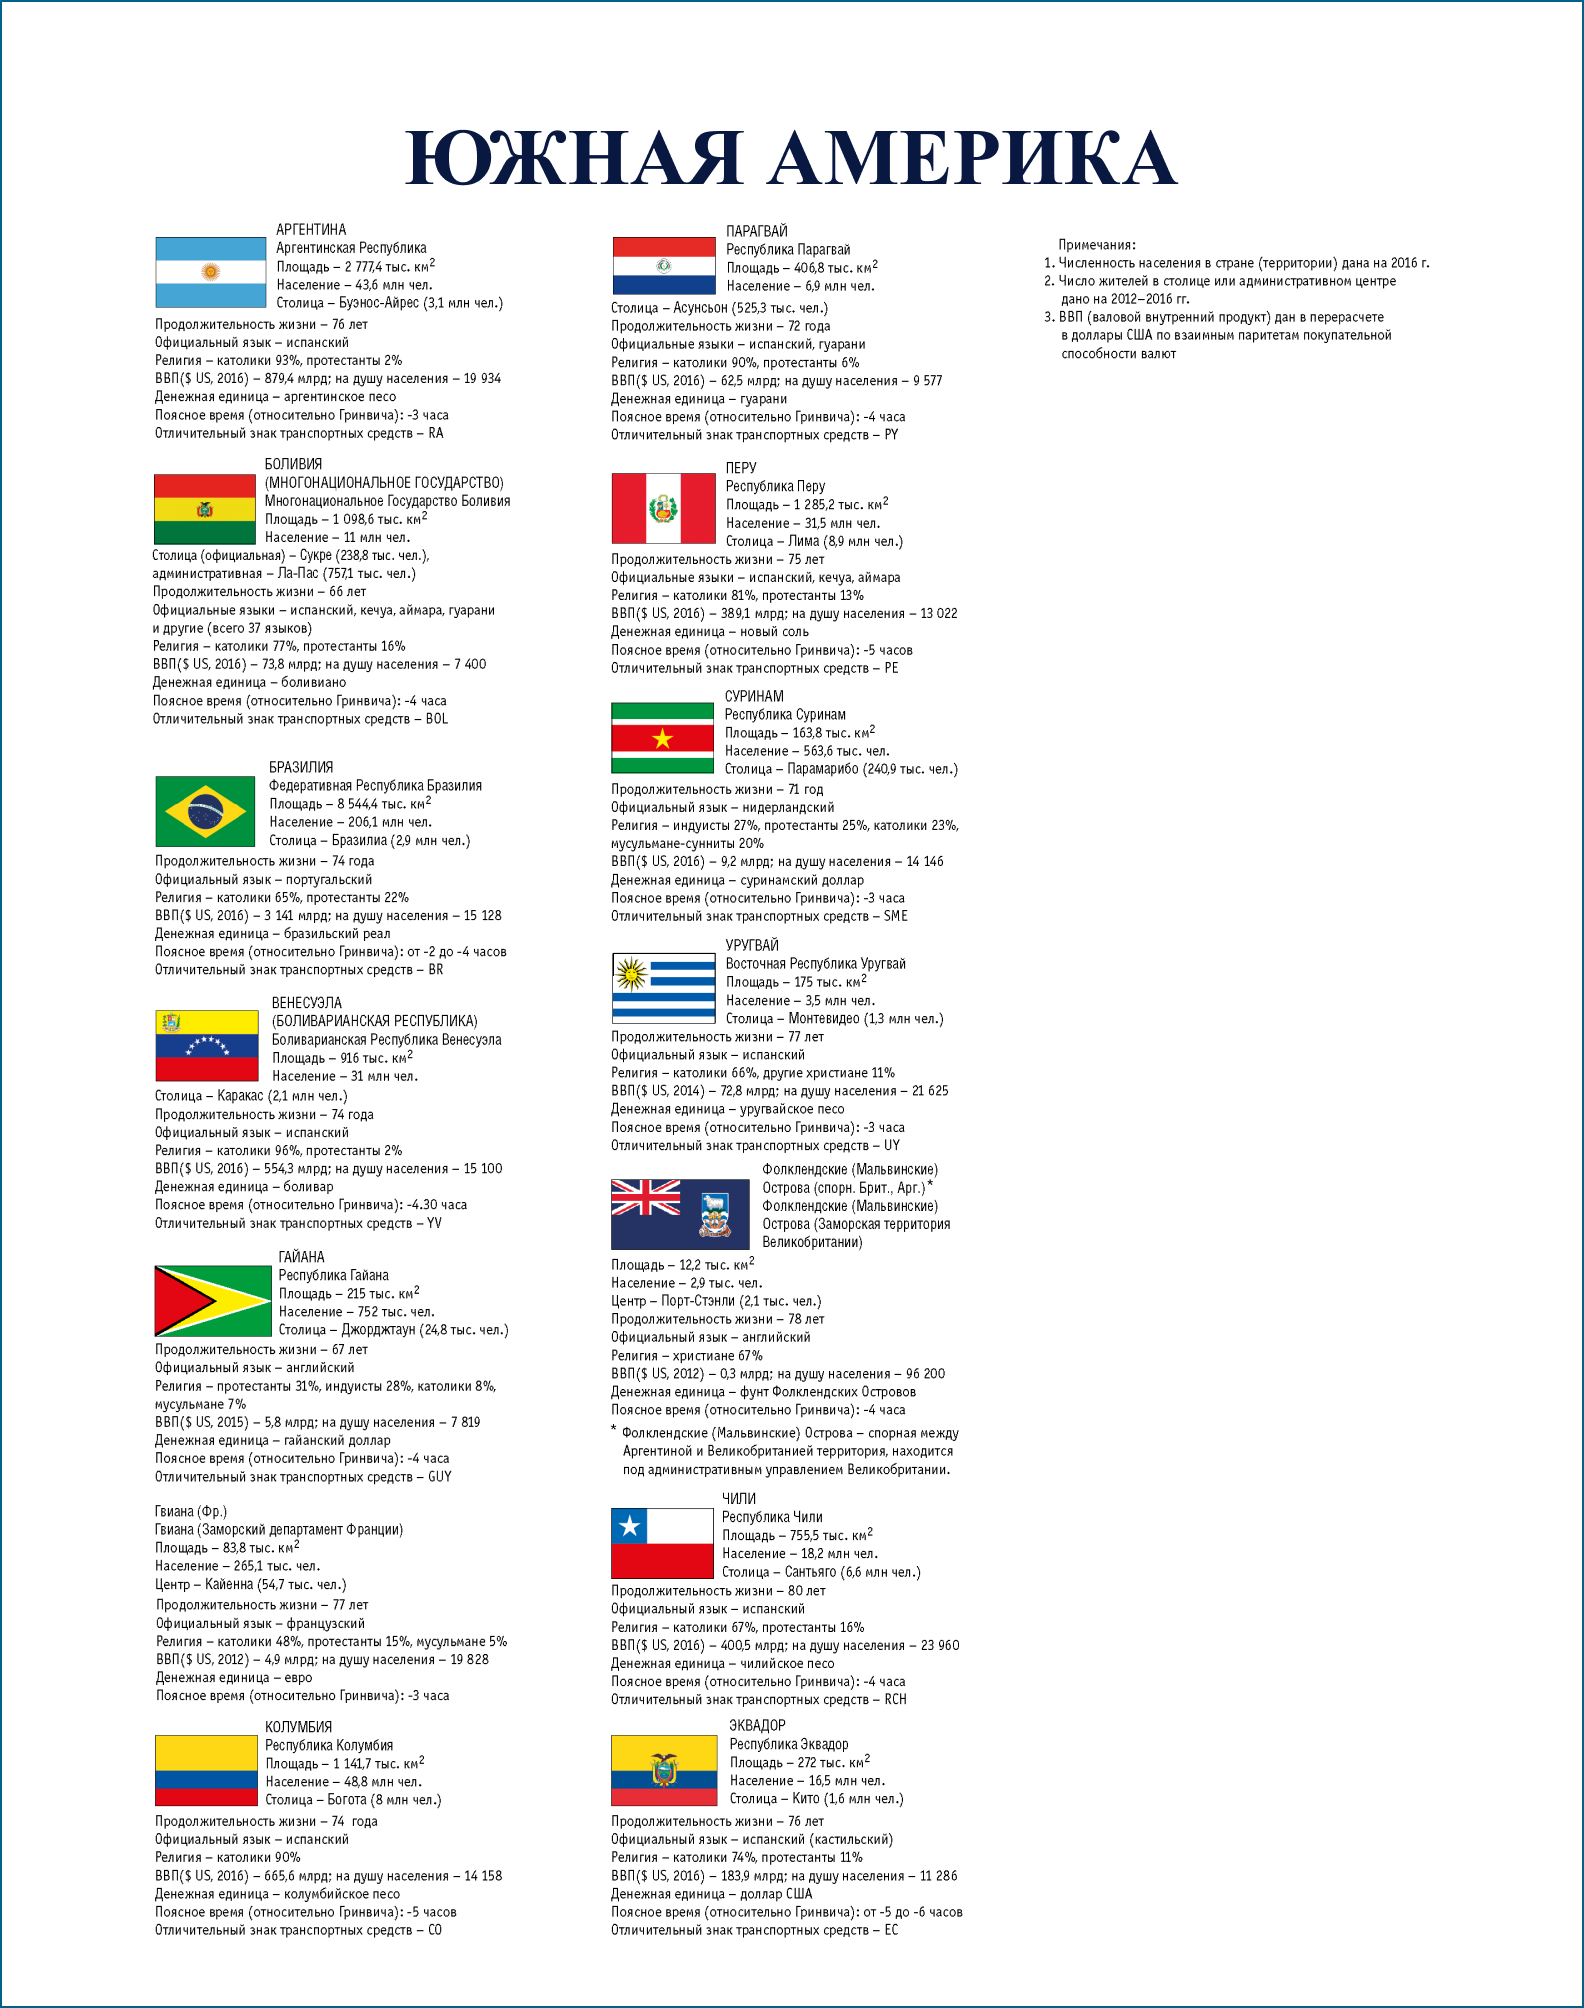 ЮЖНАЯ АМЕРИКА
АРГЕНТИНА
Аргентинская Республика
Площадь – 2 777,4 тыс. км²
Население – 43,6 млн чел.
Столица – Буэнос-Айрес (3,1 млн чел.)
Продолжительность жизни – 76 лет
Официальный язык – испанский
Религия – католики 93%, протестанты 2%
ВВП($ US, 2016) – 879,4 млрд; на душу населения – 19 934
Денежная единица – аргентинское песо
Поясное время (относительно Гринвича): -3 часа
Отличительный знак транспортных средств – RA
БОЛИВИЯ
(МНОГОНАЦИОНАЛЬНОЕ ГОСУДАРСТВО)
Многонациональное Государство Боливия
Площадь – 1 098,6 тыс. км²
Население – 11 млн чел.
Столица (официальная) – Сукре (238,8 тыс. чел.),
административная – Ла-Пас (757,1 тыс. чел.)
Продолжительность жизни – 66 лет
Официальные языки – испанский, кечуа, аймара, гуарани
и другие (всего 37 языков)
Религия – католики 77%, протестанты 16%
ВВП($ US, 2016) – 73,8 млрд; на душу населения – 7 400
Денежная единица – боливиано
Поясное время (относительно Гринвича): -4 часа
Отличительный знак транспортных средств – BOL
БРАЗИЛИЯ
Федеративная Республика Бразилия
Площадь – 8 544,4 тыс. км²
Население – 206,1 млн чел.
Столица – Бразилиа (2,9 млн чел.)
Продолжительность жизни – 74 года
Официальный язык – португальский
Религия – католики 65%, протестанты 22%
ВВП($ US, 2016) – 3 141 млрд; на душу населения – 15 128
Денежная единица – бразильский реал
Поясное время (относительно Гринвича): от -2 до -4 часов
Отличительный знак транспортных средств – BR
ВЕНЕСУЭЛА
(БОЛИВАРИАНСКАЯ РЕСПУБЛИКА)
Боливарианская Республика Венесуэла
Площадь – 916 тыс. км²
Население – 31 млн чел.
Столица – Каракас (2,1 млн чел.)
Продолжительность жизни – 74 года
Официальный язык – испанский
Религия – католики 96%, протестанты 2%
ВВП($ US, 2016) – 554,3 млрд; на душу населения – 15 100
Денежная единица – боливар
Поясное время (относительно Гринвича): -4.30 часа
Отличительный знак транспортных средств – YV
ГАЙАНА
Республика Гайана
Площадь – 215 тыс. км²
Население – 752 тыс. чел.
Столица – Джорджтаун (24,8 тыс. чел.)
Продолжительность жизни – 67 лет
Официальный язык – английский
Религия – протестанты 31%, индуисты 28%, католики 8%,
мусульмане 7%
ВВП($ US, 2015) – 5,8 млрд; на душу населения – 7 819
Денежная единица – гайанский доллар
Поясное время (относительно Гринвича): -4 часа
Отличительный знак транспортных средств – GUY
Гвиана (Фр.)
Гвиана (Заморский департамент Франции)
Площадь – 83,8 тыс. км²
Население – 265,1 тыс. чел.
Центр – Кайенна (54,7 тыс. чел.)
Продолжительность жизни – 77 лет
Официальный язык – французский
Религия – католики 48%, протестанты 15%, мусульмане 5%
ВВП($ US, 2012) – 4,9 млрд; на душу населения – 19 828
Денежная единица – евро
Поясное время (относительно Гринвича): -3 часа
КОЛУМБИЯ
Республика Колумбия
Площадь – 1 141,7 тыс. км²
Население – 48,8 млн чел.
Столица – Богота (8 млн чел.)
Продолжительность жизни – 74 года
Официальный язык – испанский
Религия – католики 90%
ВВП($ US, 2016) – 665,6 млрд; на душу населения – 14 158
Денежная единица – колумбийское песо
Поясное время (относительно Гринвича): -5 часов
Отличительный знак транспортных средств – CO
ПАРАГВАЙ
Республика Парагвай
Площадь – 406,8 тыс. км²
Население – 6,9 млн чел.
Столица – Асунсьон (525,3 тыс. чел.)
Продолжительность жизни – 72 года
Официальные языки – испанский, гуарани
Религия – католики 90%, протестанты 6%
ВВП($ US, 2016) – 62,5 млрд; на душу населения – 9 577
Денежная единица – гуарани
Поясное время (относительно Гринвича): -4 часа
Отличительный знак транспортных средств – PY
ПЕРУ
Республика Перу
Площадь – 1 285,2 тыс. км²
Население – 31,5 млн чел.
Столица – Лима (8,9 млн чел.)
Продолжительность жизни – 75 лет
Официальные языки – испанский, кечуа, аймара
Религия – католики 81%, протестанты 13%
ВВП($ US, 2016) – 389,1 млрд; на душу населения – 13 022
Денежная единица – новый соль
Поясное время (относительно Гринвича): -5 часов
Отличительный знак транспортных средств – PE
СУРИНАМ
Республика Суринам
Площадь – 163,8 тыс. км²
Население – 563,6 тыс. чел.
Столица – Парамарибо (240,9 тыс. чел.)
Продолжительность жизни – 71 год
Официальный язык – нидерландский
Религия – индуисты 27%, протестанты 25%, католики 23%,
мусульмане-сунниты 20%
ВВП($ US, 2016) – 9,2 млрд; на душу населения – 14 146
Денежная единица – суринамский доллар
Поясное время (относительно Гринвича): -3 часа
Отличительный знак транспортных средств – SME
УРУГВАЙ
Восточная Республика Уругвай
Площадь – 175 тыс. км²
Население – 3,5 млн чел.
Столица – Монтевидео (1,3 млн чел.)
Продолжительность жизни – 77 лет
Официальный язык – испанский
Религия – католики 66%, другие христиане 11%
ВВП($ US, 2014) – 72,8 млрд; на душу населения – 21 625
Денежная единица – уругвайское песо
Поясное время (относительно Гринвича): -3 часа
Отличительный знак транспортных средств – UY
Фолклендские (Мальвинские)
Острова (спорн. Брит., Арг.)*
Фолклендские (Мальвинские)
Острова (Заморская территория
Великобритании)
Площадь – 12,2 тыс. км²
Население – 2,9 тыс. чел.
Центр – Порт-Стэнли (2,1 тыс. чел.)
Продолжительность жизни – 78 лет
Официальный язык – английский
Религия – христиане 67%
ВВП($ US, 2012) – 0,3 млрд; на душу населения – 96 200
Денежная единица – фунт Фолклендских Островов
Поясное время (относительно Гринвича): -4 часа
* Фолклендские (Мальвинские) Острова – спорная между
Аргентиной и Великобританией территория, находится
под административным управлением Великобритании.
ЧИЛИ
Республика Чили
Площадь – 755,5 тыс. км²
Население – 18,2 млн чел.
Столица – Сантьяго (6,6 млн чел.)
Продолжительность жизни – 80 лет
Официальный язык – испанский
Религия – католики 67%, протестанты 16%
ВВП($ US, 2016) – 400,5 млрд; на душу населения – 23 960
Денежная единица – чилийское песо
Поясное время (относительно Гринвича): -4 часа
Отличительный знак транспортных средств – RCH
ЭКВАДОР
Республика Эквадор
Площадь – 272 тыс. км²
Население – 16,5 млн чел.
Столица – Кито (1,6 млн чел.)
Продолжительность жизни – 76 лет
Официальный язык – испанский (кастильский)
Религия – католики 74%, протестанты 11%
ВВП($ US, 2016) – 183,9 млрд; на душу населения – 11 286
Денежная единица – доллар США
Поясное время (относительно Гринвича): от -5 до -6 часов
Отличительный знак транспортных средств – EC
Примечания:
1. Численность населения в стране (территории) дана на 2016 г.
2. Число жителей в столице или административном центре
дано на 2012–2016 гг.
3. ВВП (валовой внутренний продукт) дан в перерасчете
в доллары США по взаимным паритетам покупательной
способности валют